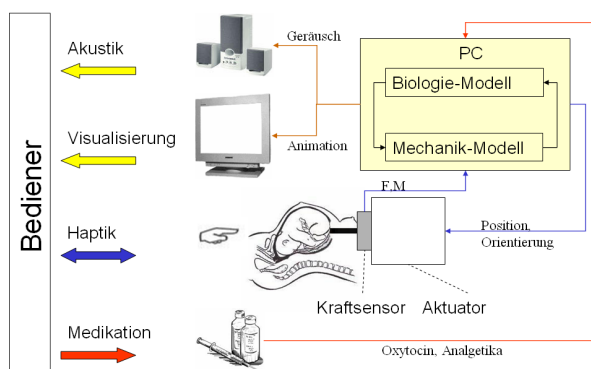 Bediener
Akustik
Visualisierung
Haptik
Medikation
Geräusch
Animation
PC
Biologie-Modell
Mechanik-Modell
F,M
Position,
Orientierung
Kraftsensor
Aktuator
Oxytocin, Analgetika